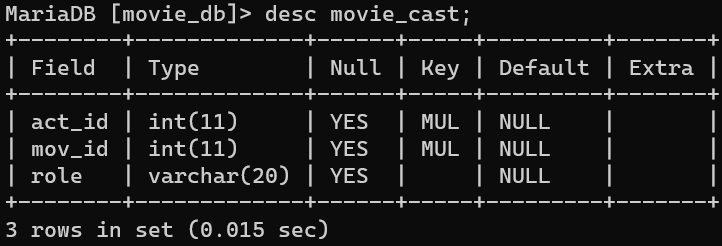 MariaDB [movie_db]> desc movie_cast;
+--------+-------------+------+-----+---------+-------+
| Field  | Type        | Null | Key | Default | Extra |
+--------+-------------+------+-----+---------+-------+
| act_id | int(11)     | YES  | MUL | NULL    |       |
| mov_id | int(11)     | YES  | MUL | NULL    |       |
| role   | varchar(20) | YES  |     | NULL    |       |
+--------+-------------+------+-----+---------+-------+
3 rows in set (0.015 sec)